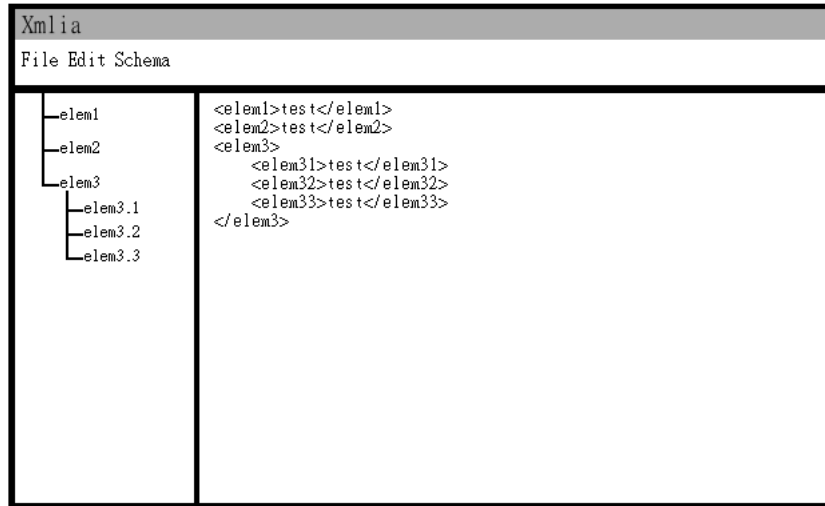 Xmlia
File Edit Schema
elem1
elem2
elem3
elem3.1
elem3.2
elem3.3
<elem1>test</elem1>
<elem2>test</elem2>
<elem3>
    <elem31>test</elem31>
    <elem32>test</elem32>
    <elem33>test</elem33>
</elem3>